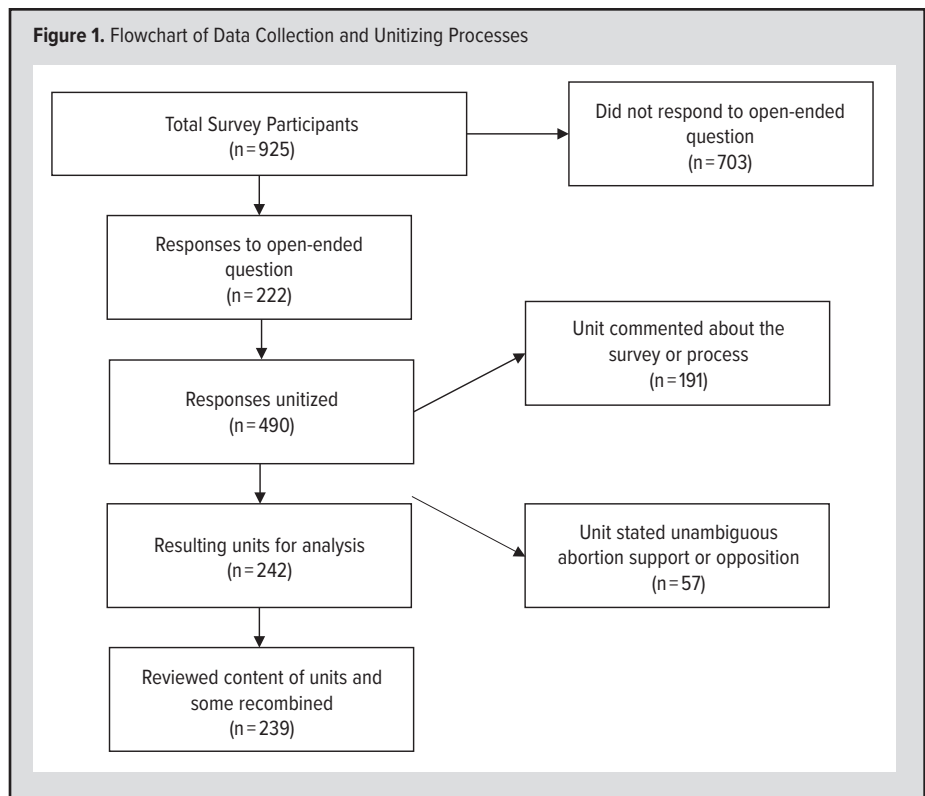 Figure 1. Flowchart of Data Collection and Unitizing Processes
Total Survey Participants
(n=925)
Did not respond to open-ended
question
(n=703)
Responses to open-ended
question
(n=222)
Unit commented about the
survey or process
(n=191)
Responses unitized
(n=490)
Resulting units for analysis
(n=242)
Unit stated unambiguous
abortion support or opposition
(n=57)
Reviewed content of units and
some recombined
(n=239)